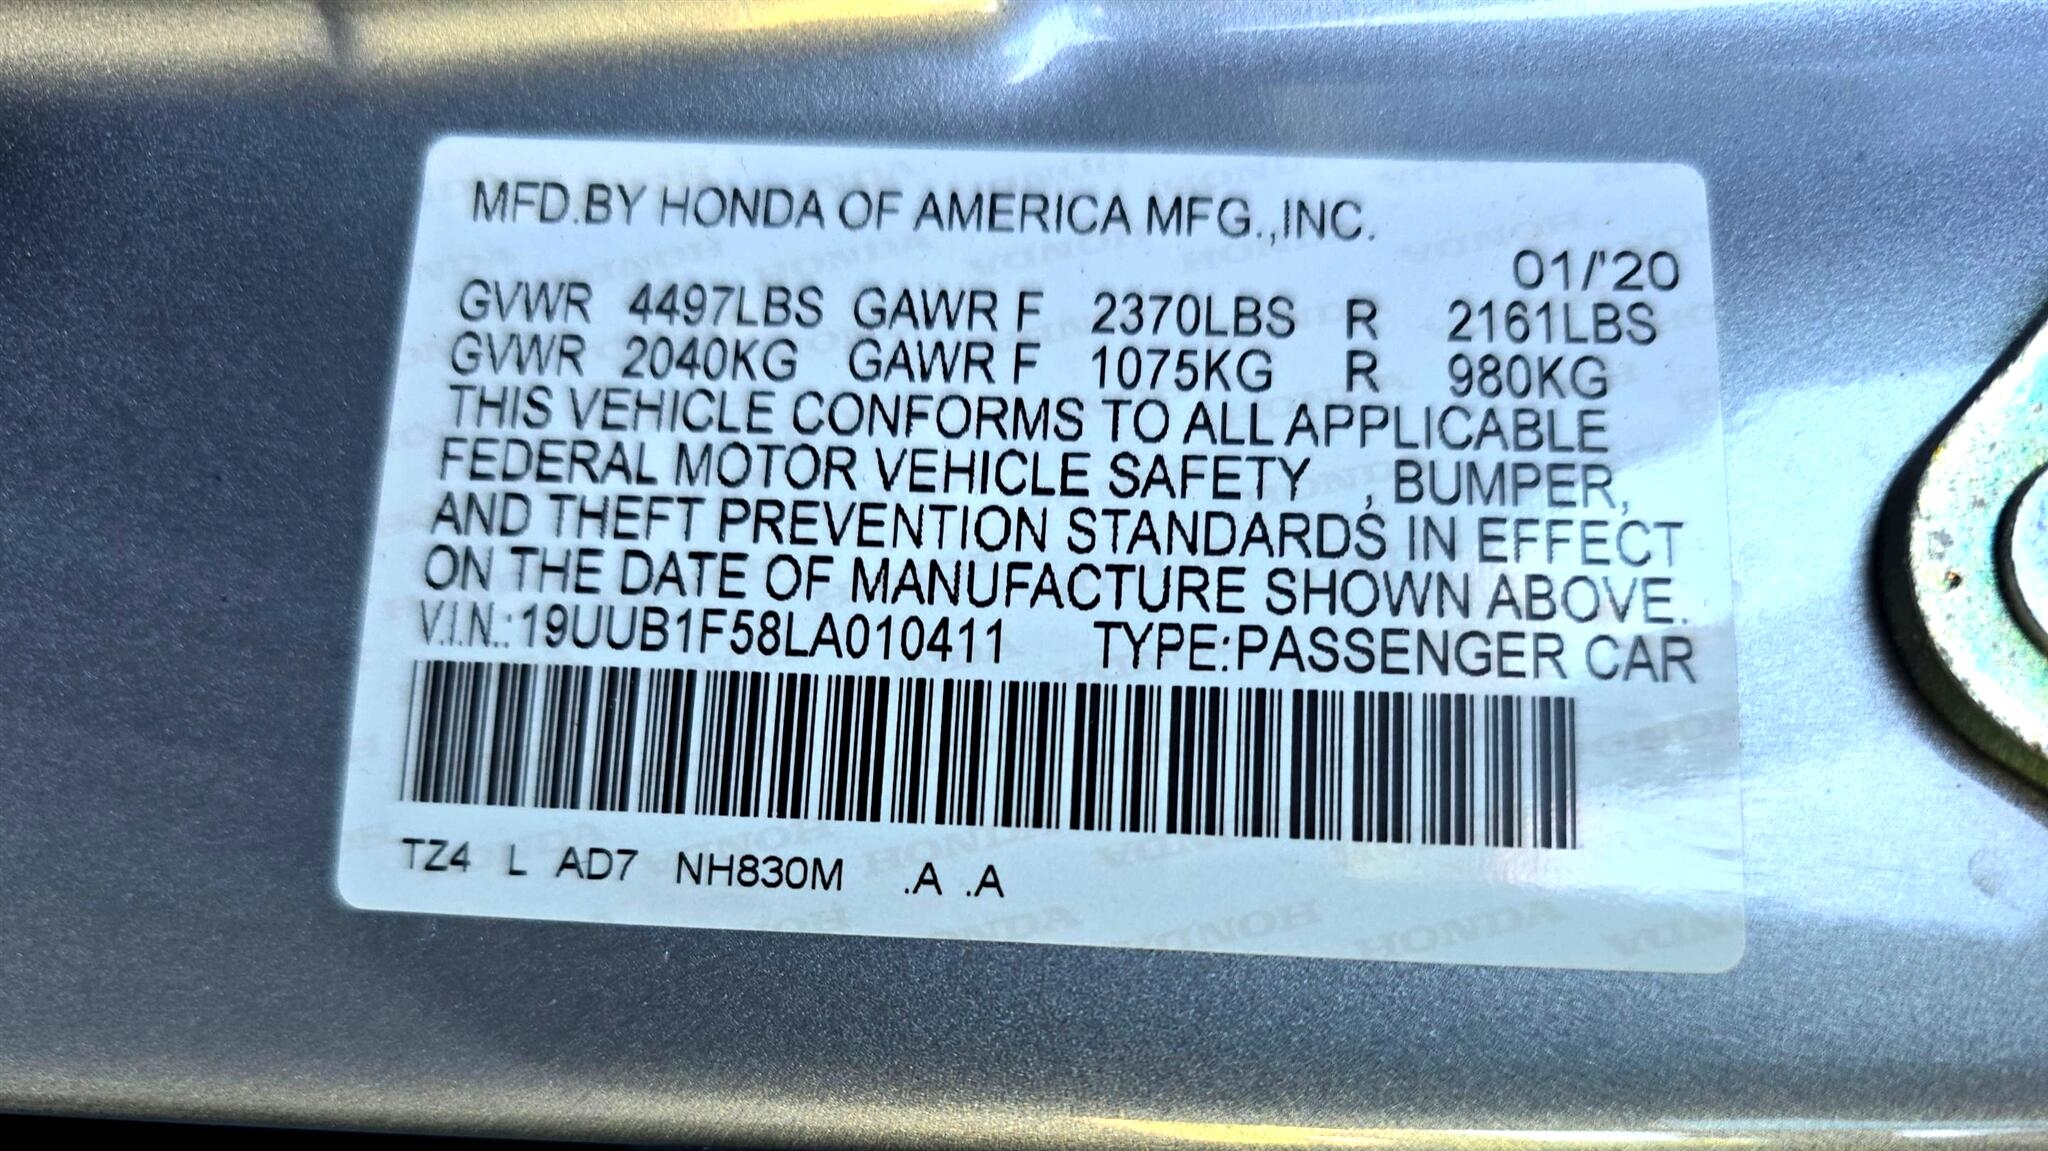 MFD.BY HONDA OF AMERICA MFG.,INC.
01/'20
GVWR 4497LBS GAWR F 2370LBS R 2161LBS
GVWR 2040KG GAWR F 1075KG R 980KG
THIS VEHICLE CONFORMS TO ALL APPLICABLE
FEDERAL MOTOR VEHICLE SAFETY , BUMPER,
AND THEFT PREVENTION STANDARDS IN EFFECT
ON THE DATE OF MANUFACTURE SHOWN ABOVE.
V.I.N.:19UUB1F58LA010411 TYPE:PASSENGER CAR
TZ4 L AD7 NH830M .A .A